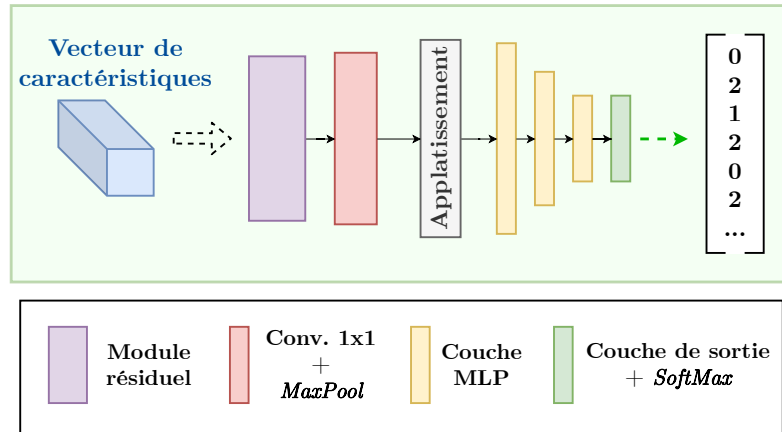 Vecteur de
caractéristiques
Applatissement
0
2
1
2
0
2
...
Module
résiduel
Conv. 1x1
+
MaxPool
Couche
MLP
Couche de sortie
+ SoftMax